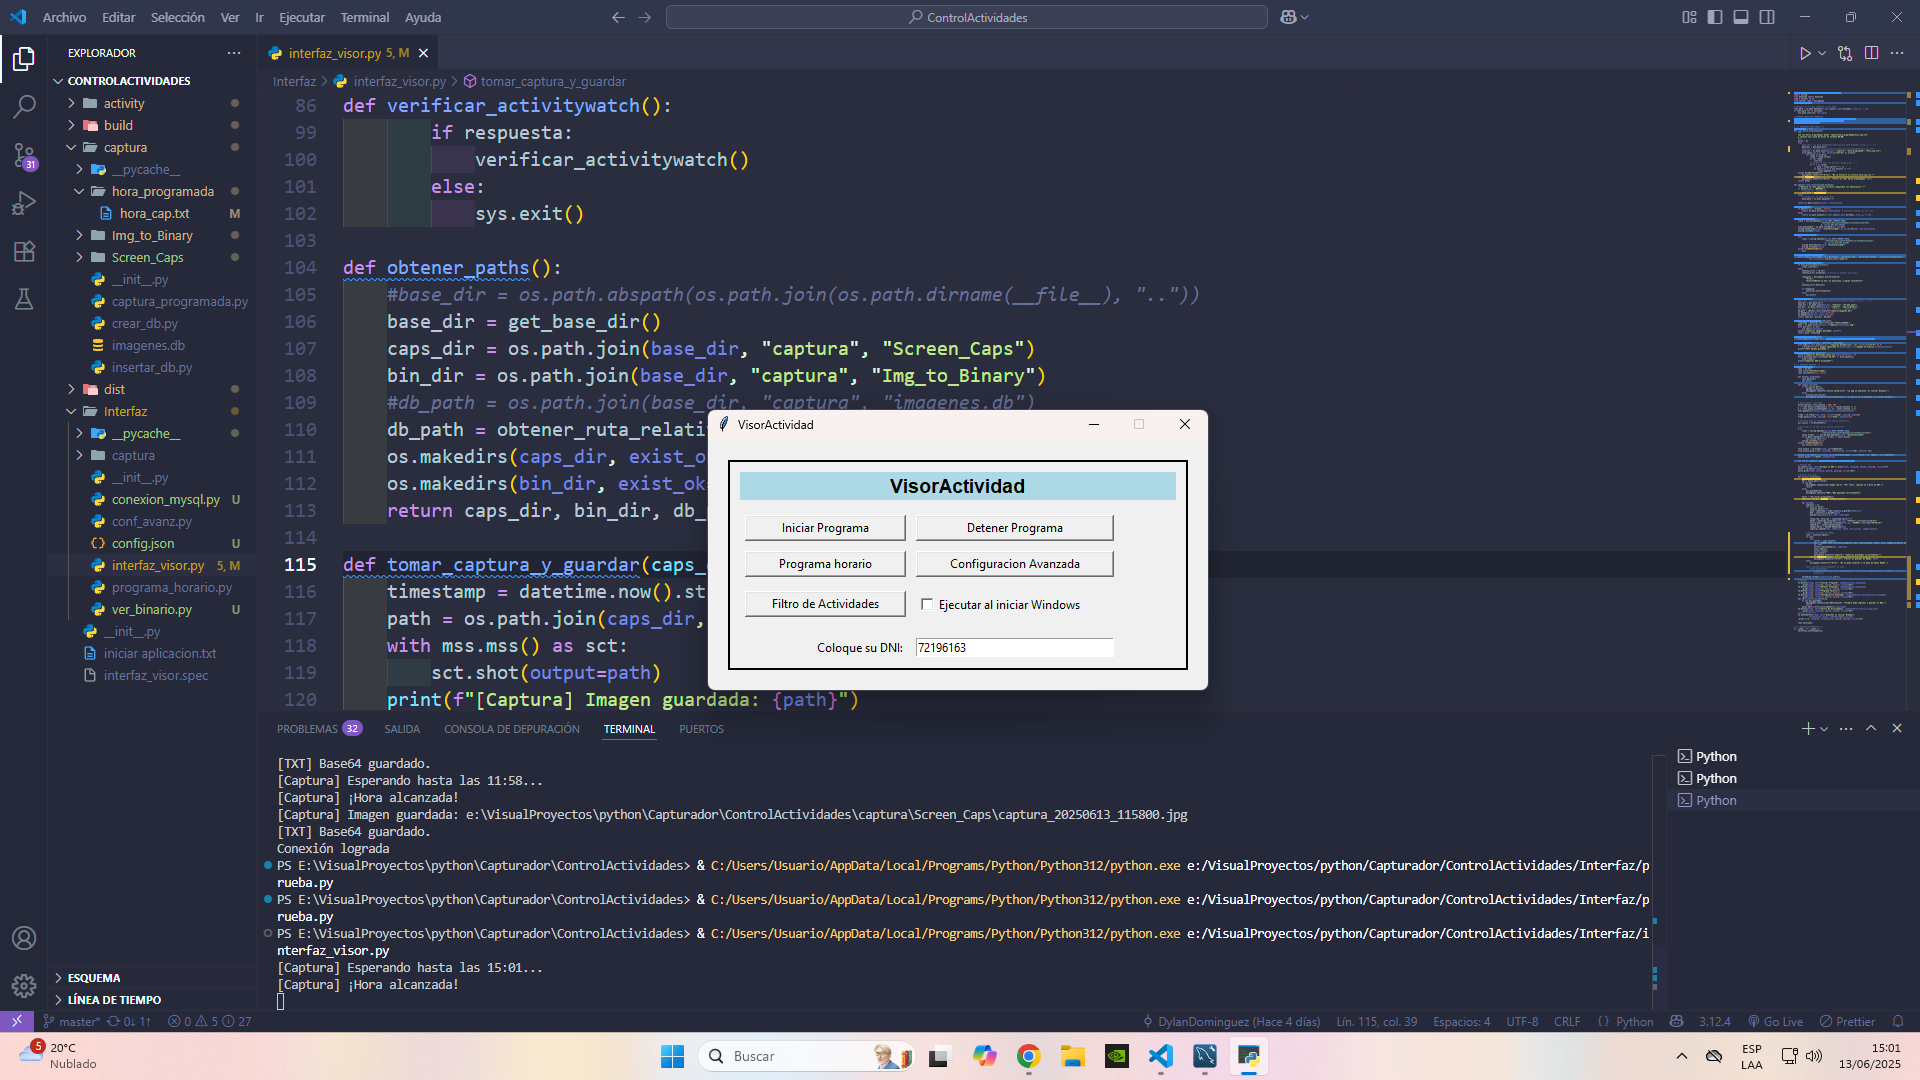 Archivo Editar Selección Ver Ir Ejecutar Terminal Ayuda
ControlActividades
EXPLORADOR
CONTROLACTIVIDADES
activity
build
captura
__pycache__
hora_programada
hora_cap.txt M
Img_to_Binary
Screen_Caps
__init__.py
captura_programada.py
crear_db.py
imagenes.db
insertar_db.py
dist
Interfaz
__pycache__
captura
__init__.py
conexion_mysql.py U
conf_avanz.py
config.json U
interfaz_visor.py 5, M
programa_horario.py
ver_binario.py U
__init__.py
iniciar aplicacion.txt
interfaz_visor.spec
ESQUEMA
LÍNEA DE TIEMPO
31
interfaz_visor.py 5, M
Interfaz > interfaz_visor.py > tomar_captura_y_guardar
86 def verificar_activitywatch():
99 if respuesta:
100 verificar_activitywatch()
101 else:
102 sys.exit()
103
104 def obtener_paths():
105 #base_dir = os.path.abspath(os.path.join(os.path.dirname(__file__), ".."))
106 base_dir = get_base_dir()
107 caps_dir = os.path.join(base_dir, "captura", "Screen_Caps")
108 bin_dir = os.path.join(base_dir, "captura", "Img_to_Binary")
109 #db_path = os.path.join(base_dir, "captura", "imagenes.db")
110 db_path = obtener_ruta_relati
111 os.makedirs(caps_dir, exist_o
112 os.makedirs(bin_dir, exist_ok
113 return caps_dir, bin_dir, db_
114
115 def tomar_captura_y_guardar(caps_
116 timestamp = datetime.now().st
117 path = os.path.join(caps_dir,
118 with mss.mss() as sct:
119 sct.shot(output=path)
120 print(f"[Captura] Imagen guardada: {path}")
VisorActividad
VisorActividad
Iniciar Programa Detener Programa
Programa horario Configuracion Avanzada
Filtro de Actividades Ejecutar al iniciar Windows
Coloque su DNI: 72196163
PROBLEMAS 32 SALIDA CONSOLA DE DEPURACIÓN TERMINAL PUERTOS
[TXT] Base64 guardado.
[Captura] Esperando hasta las 11:58...
[Captura] ¡Hora alcanzada!
[Captura] Imagen guardada: e:\VisualProyectos\python\Capturador\ControlActividades\captura\Screen_Caps\captura_20250613_115800.jpg
[TXT] Base64 guardado.
Conexión lograda
PS E:\VisualProyectos\python\Capturador\ControlActividades> & C:/Users/Usuario/AppData/Local/Programs/Python/Python312/python.exe e:/VisualProyectos/python/Capturador/ControlActividades/Interfaz/p
rueba.py
PS E:\VisualProyectos\python\Capturador\ControlActividades> & C:/Users/Usuario/AppData/Local/Programs/Python/Python312/python.exe e:/VisualProyectos/python/Capturador/ControlActividades/Interfaz/p
rueba.py
PS E:\VisualProyectos\python\Capturador\ControlActividades> & C:/Users/Usuario/AppData/Local/Programs/Python/Python312/python.exe e:/VisualProyectos/python/Capturador/ControlActividades/Interfaz/i
nterfaz_visor.py
[Captura] Esperando hasta las 15:01...
[Captura] ¡Hora alcanzada!
Python
Python
Python
master* 0↓ 1↑ 0 5 27
DylanDominguez (Hace 4 días) Lín. 115, col. 39 Espacios: 4 UTF-8 CRLF { } Python 3.12.4 Go Live Prettier
5
20°C
Nublado
Buscar
ESP
LAA
15:01
13/06/2025